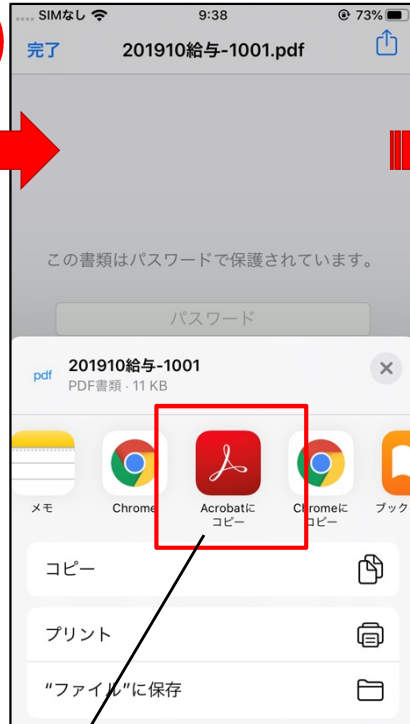 SIMなし 9:38 73%
完了 201910給与-1001.pdf
この書類はパスワードで保護されています。
パスワード
pdf 201910給与-1001
PDF書類・11 KB
メモ Chrome Acrobatに Chromeに ブック
コピー コピー
コピー
プリント
“ファイル”に保存